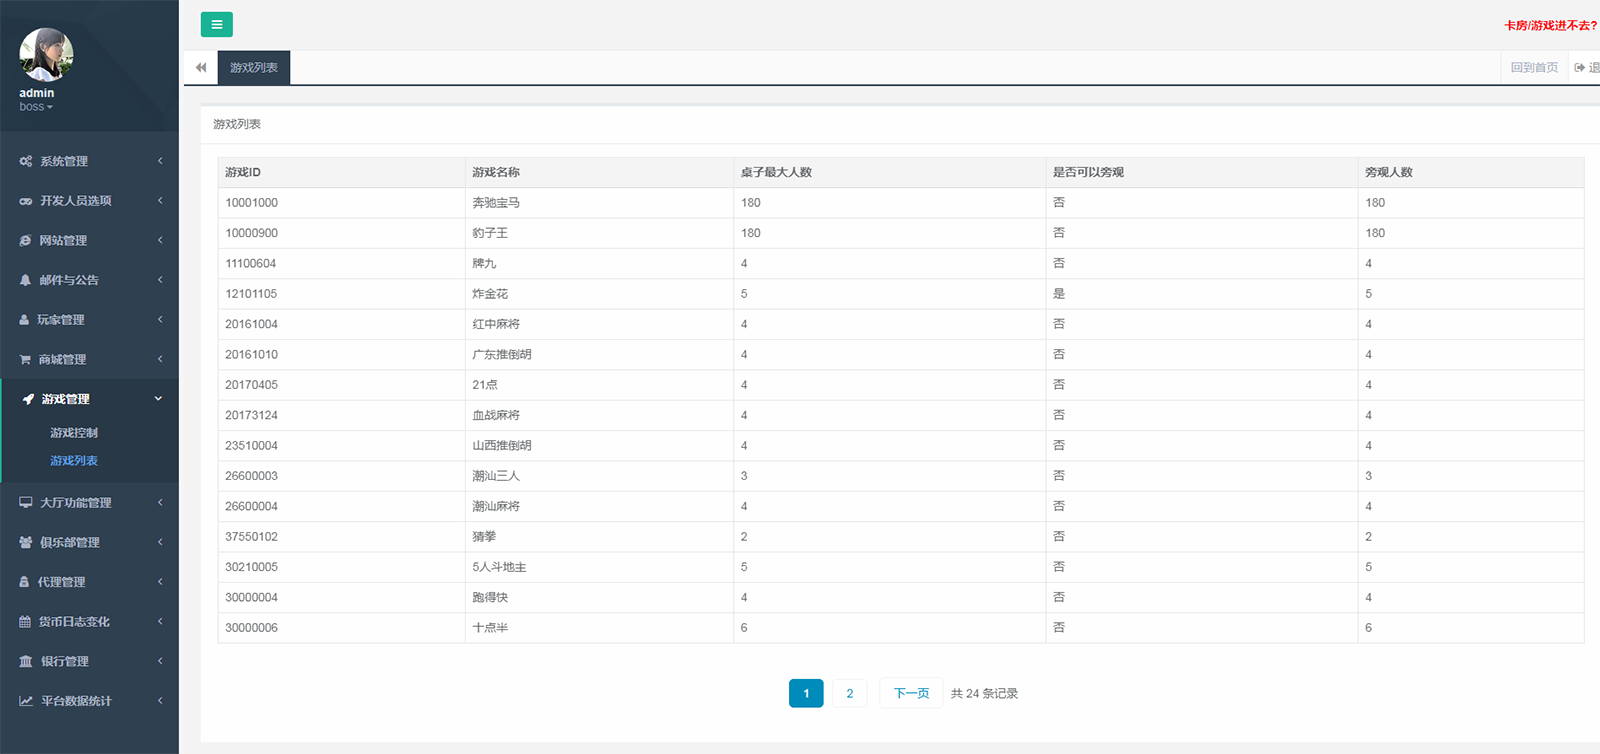 admin
boss
系统管理
开发人员选项
网站管理
邮件与公告
玩家管理
商城管理
游戏管理
游戏控制
游戏列表
大厅功能管理
俱乐部管理
代理管理
货币日志变化
银行管理
平台数据统计
卡房/游戏进不去?
游戏列表 回到首页 退
游戏列表
游戏ID 游戏名称 桌子最大人数 是否可以旁观 旁观人数
10001000 奔驰宝马 180 否 180
10000900 豹子王 180 否 180
11100604 牌九 4 否 4
12101105 炸金花 5 是 5
20161004 红中麻将 4 否 4
20161010 广东推倒胡 4 否 4
20170405 21点 4 否 4
20173124 血战麻将 4 否 4
23510004 山西推倒胡 4 否 4
26600003 潮汕三人 3 否 3
26600004 潮汕麻将 4 否 4
37550102 猜拳 2 否 2
30210005 5人斗地主 5 否 5
30000004 跑得快 4 否 4
30000006 十点半 6 否 6
1 2 下一页 共 24 条记录